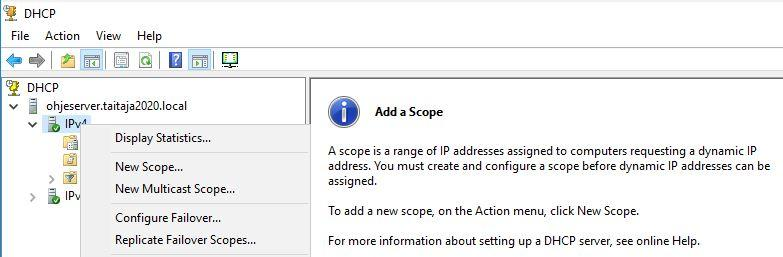 DHCP
File Action View Help
DHCP
ohjeserver.taitaja2020.local
IPv4
Display Statistics...
New Scope...
New Multicast Scope...
Configure Failover...
Replicate Failover Scopes...
Add a Scope
A scope is a range of IP addresses assigned to computers requesting a dynamic IP
address. You must create and configure a scope before dynamic IP addresses can be
assigned.
To add a new scope, on the Action menu, click New Scope.
For more information about setting up a DHCP server, see online Help.